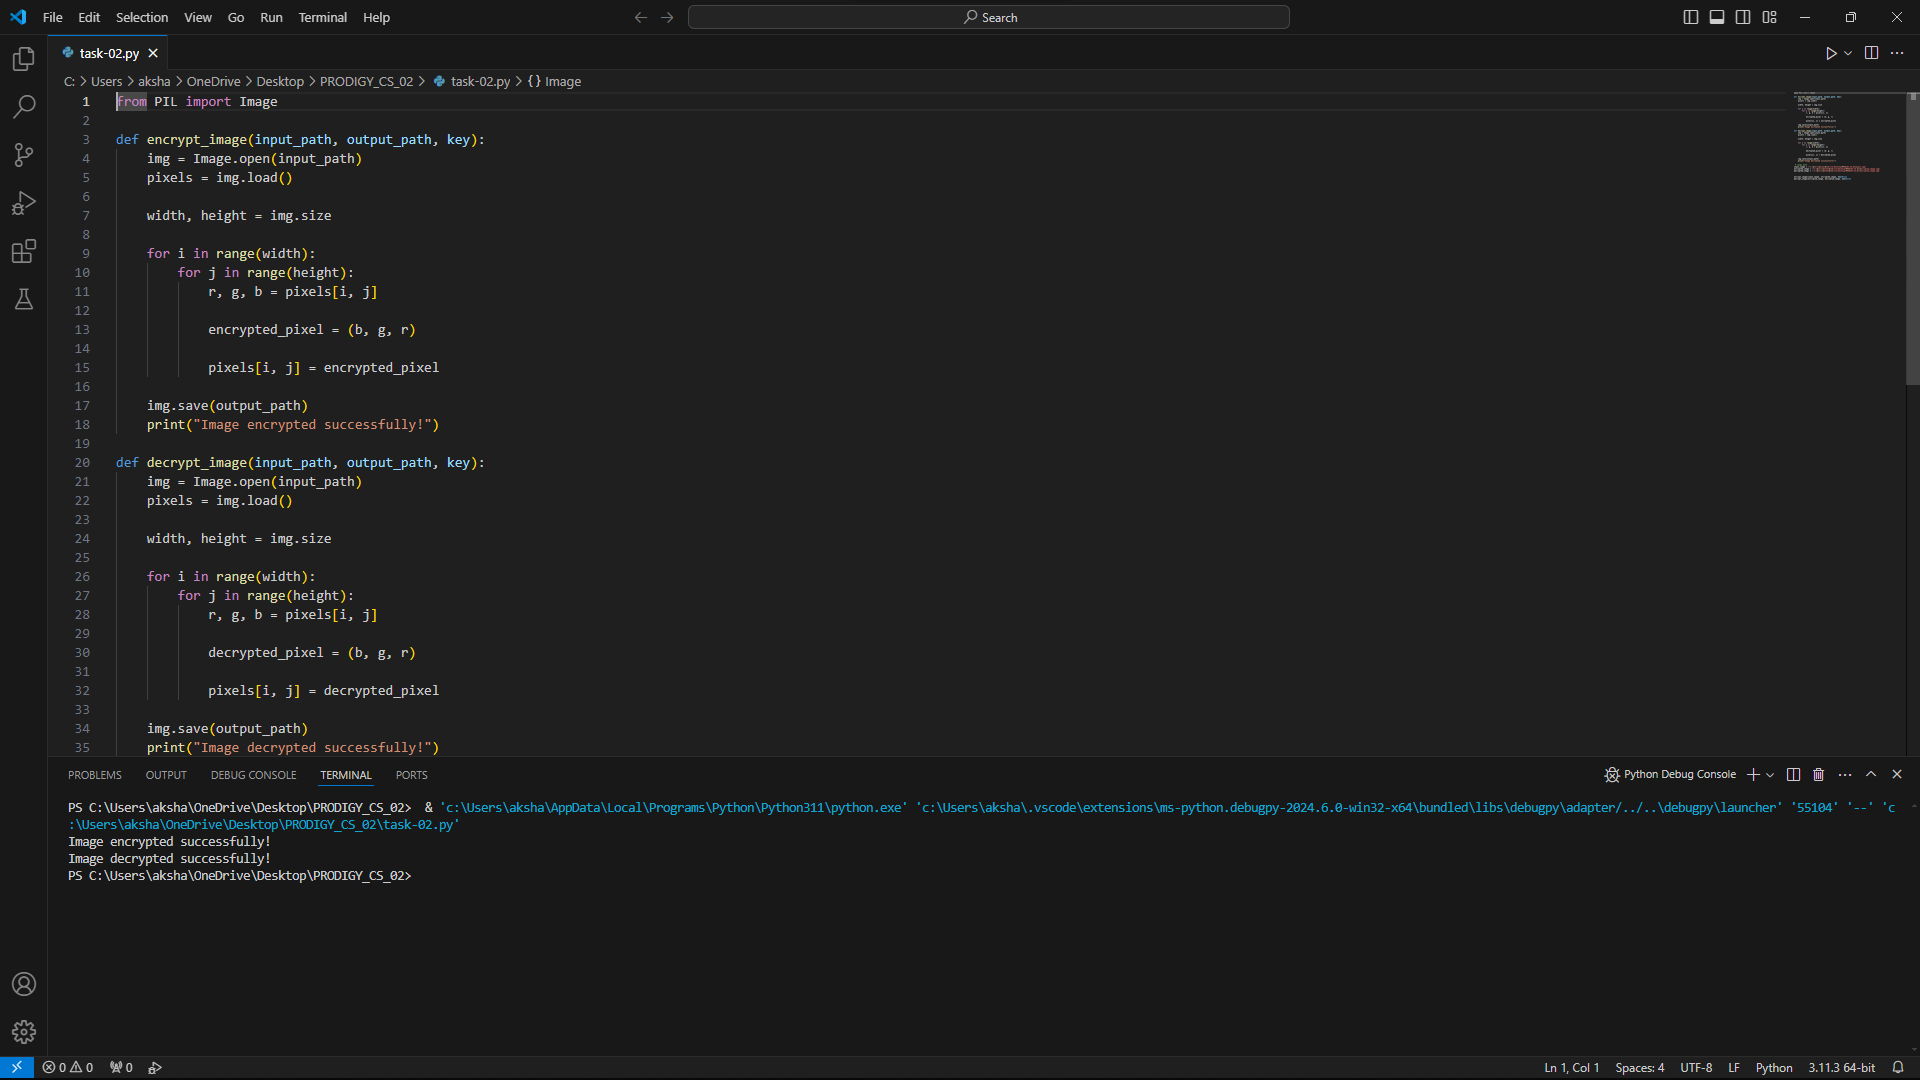 File Edit Selection View Go Run Terminal Help Search
task-02.py
C: > Users > aksha > OneDrive > Desktop > PRODIGY_CS_02 > task-02.py > {} Image
1 from PIL import Image
2
3 def encrypt_image(input_path, output_path, key):
4     img = Image.open(input_path)
5     pixels = img.load()
6
7     width, height = img.size
8
9     for i in range(width):
10         for j in range(height):
11             r, g, b = pixels[i, j]
12
13             encrypted_pixel = (b, g, r)
14
15             pixels[i, j] = encrypted_pixel
16
17     img.save(output_path)
18     print("Image encrypted successfully!")
19
20 def decrypt_image(input_path, output_path, key):
21     img = Image.open(input_path)
22     pixels = img.load()
23
24     width, height = img.size
25
26     for i in range(width):
27         for j in range(height):
28             r, g, b = pixels[i, j]
29
30             decrypted_pixel = (b, g, r)
31
32             pixels[i, j] = decrypted_pixel
33
34     img.save(output_path)
35     print("Image decrypted successfully!")
PROBLEMS OUTPUT DEBUG CONSOLE TERMINAL PORTS Python Debug Console
PS C:\Users\aksha\OneDrive\Desktop\PRODIGY_CS_02>  & 'c:\Users\aksha\AppData\Local\Programs\Python\Python311\python.exe' 'c:\Users\aksha\.vscode\extensions\ms-python.debugpy-2024.6.0-win32-x64\bundled\libs\debugpy\adapter/../..\debugpy\launcher' '55104' '--' 'c
:\Users\aksha\OneDrive\Desktop\PRODIGY_CS_02\task-02.py'
Image encrypted successfully!
Image decrypted successfully!
PS C:\Users\aksha\OneDrive\Desktop\PRODIGY_CS_02>
0 0 0 Ln 1, Col 1 Spaces: 4 UTF-8 LF Python 3.11.3 64-bit